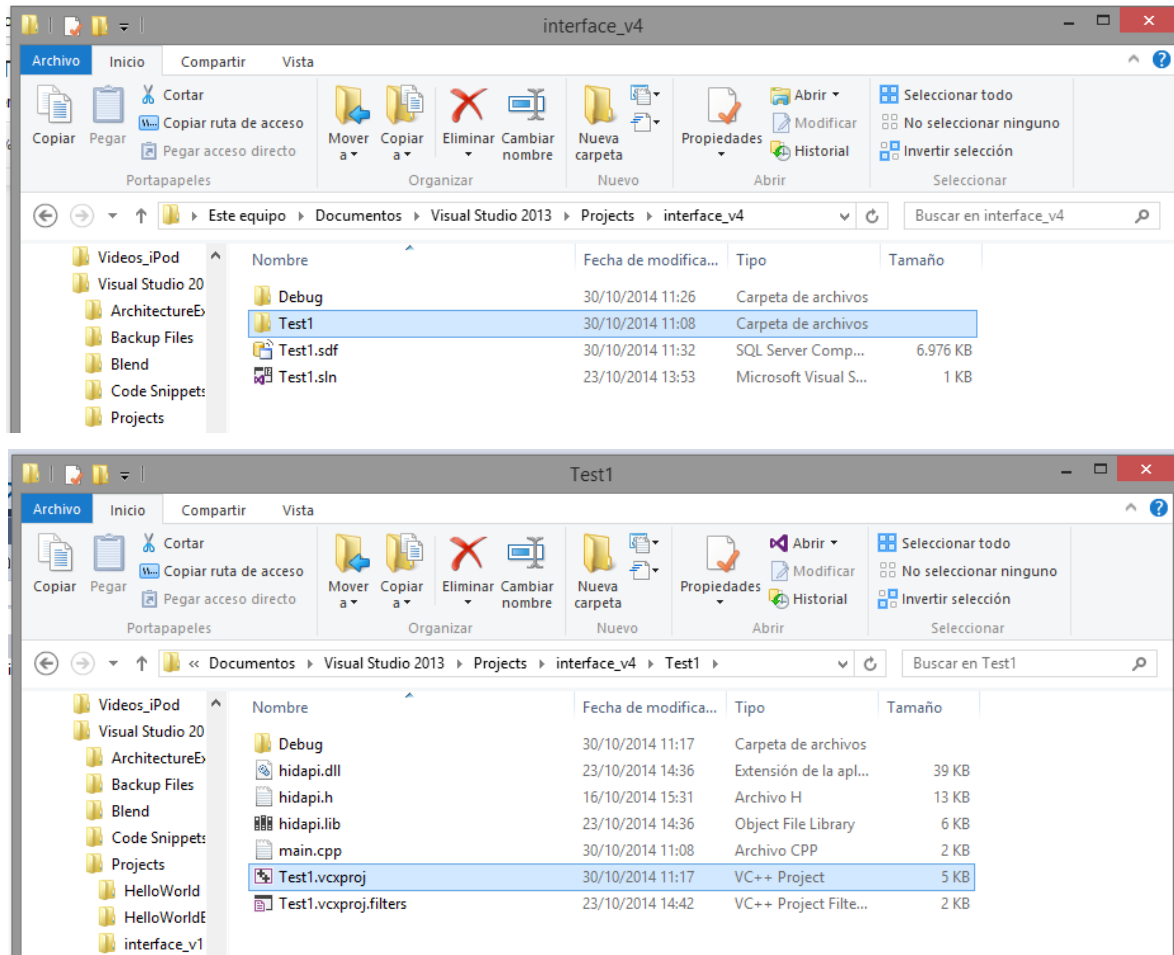 interface_v4
Archivo Inicio Compartir Vista
Copiar Pegar Cortar Copiar ruta de acceso Pegar acceso directo
Mover a Copiar a Eliminar Cambiar nombre
Nueva carpeta
Propiedades Abrir Modificar Historial
Seleccionar todo No seleccionar ninguno Invertir selección
Portapapeles Organizar Nuevo Abrir Seleccionar
Este equipo Documentos Visual Studio 2013 Projects interface_v4 Buscar en interface_v4
Videos_iPod
Visual Studio 20
ArchitectureEx
Backup Files
Blend
Code Snippets
Projects
Nombre Fecha de modifica... Tipo Tamaño
Debug 30/10/2014 11:26 Carpeta de archivos
Test1 30/10/2014 11:08 Carpeta de archivos
Test1.sdf 30/10/2014 11:32 SQL Server Comp... 6.976 KB
Test1.sln 23/10/2014 13:53 Microsoft Visual S... 1 KB
Test1
Archivo Inicio Compartir Vista
Copiar Pegar Cortar Copiar ruta de acceso Pegar acceso directo
Mover a Copiar a Eliminar Cambiar nombre
Nueva carpeta
Propiedades Abrir Modificar Historial
Seleccionar todo No seleccionar ninguno Invertir selección
Portapapeles Organizar Nuevo Abrir Seleccionar
« Documentos Visual Studio 2013 Projects interface_v4 Test1 Buscar en Test1
Videos_iPod
Visual Studio 20
ArchitectureEx
Backup Files
Blend
Code Snippets
Projects
HelloWorld
HelloWorldE
interface_v1
Nombre Fecha de modifica... Tipo Tamaño
Debug 30/10/2014 11:17 Carpeta de archivos
hidapi.dll 23/10/2014 14:36 Extensión de la apl... 39 KB
hidapi.h 16/10/2014 15:31 Archivo H 13 KB
hidapi.lib 23/10/2014 14:36 Object File Library 6 KB
main.cpp 30/10/2014 11:08 Archivo CPP 2 KB
Test1.vcxproj 30/10/2014 11:17 VC++ Project 5 KB
Test1.vcxproj.filters 23/10/2014 14:42 VC++ Project Filte... 2 KB